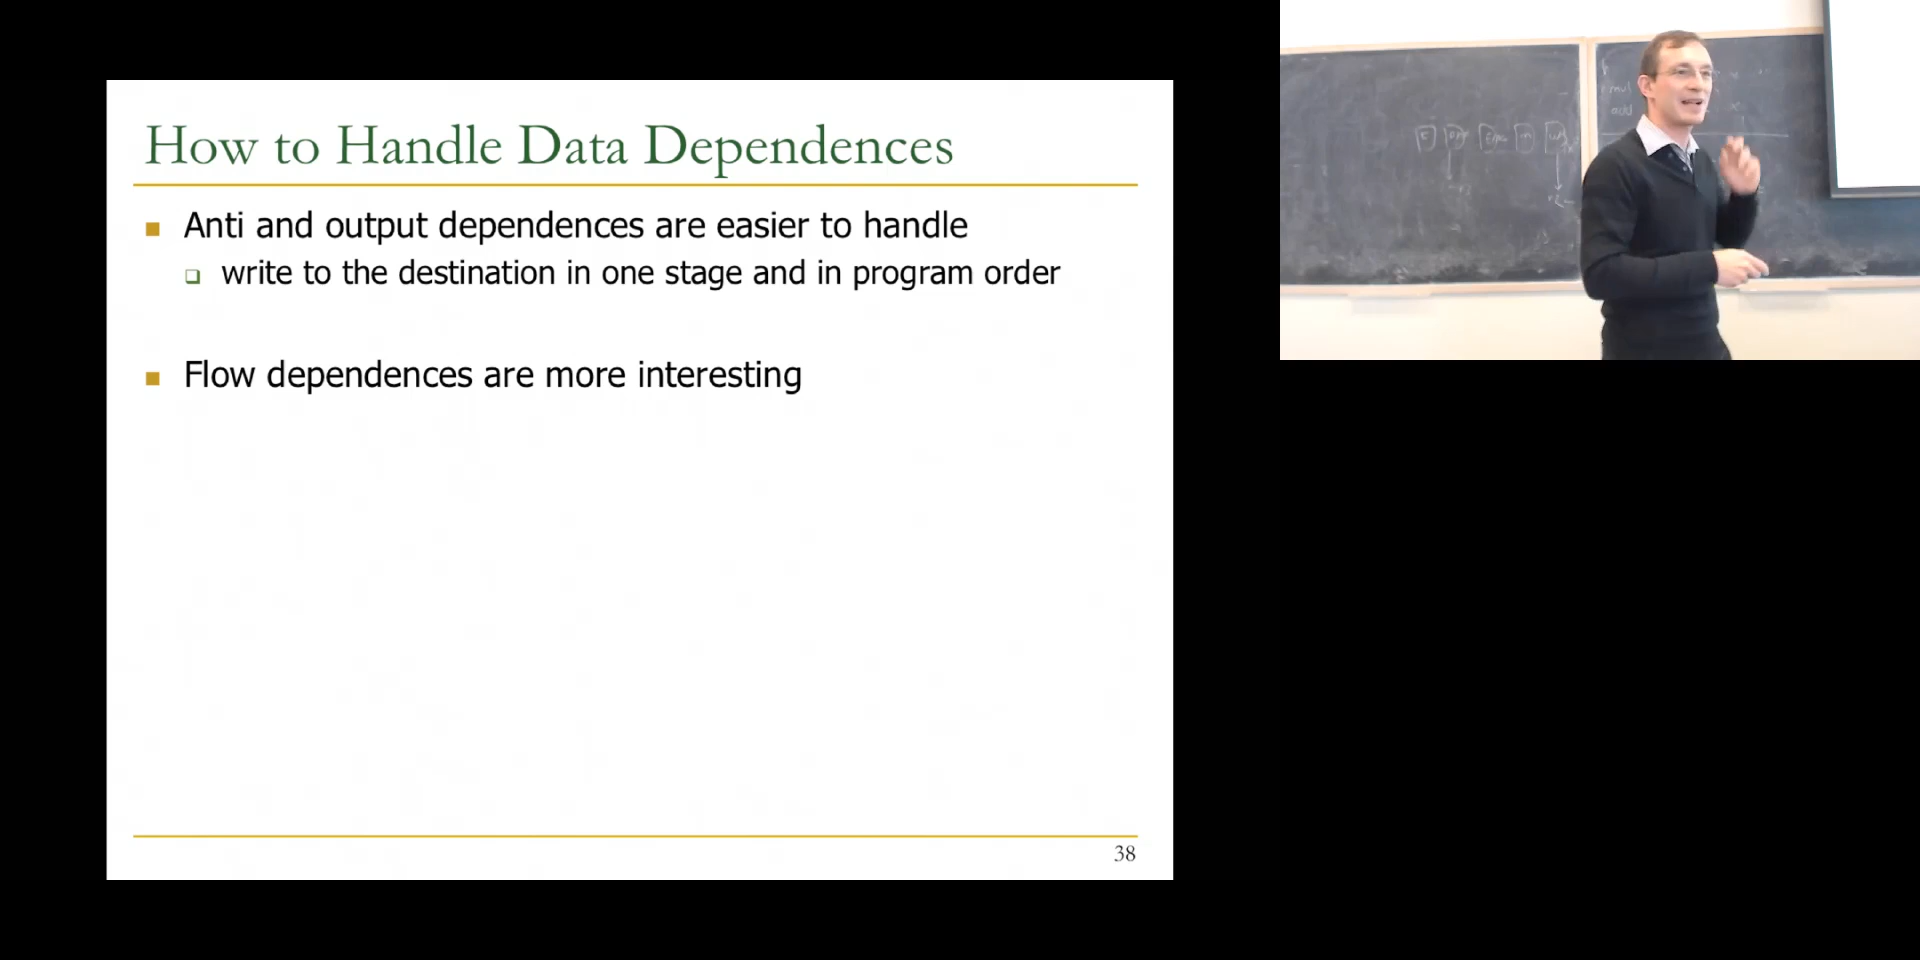 How to Handle Data Dependences
Anti and output dependences are easier to handle
write to the destination in one stage and in program order
Flow dependences are more interesting
38
add